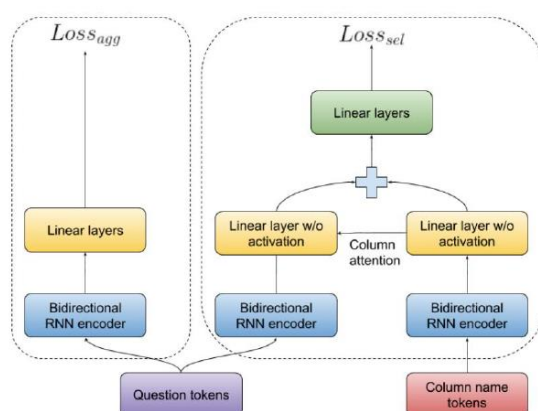 Loss_agg
Loss_sel
Linear layers
Linear layers
Linear layer w/o
activation
Column
attention
Linear layer w/o
activation
Bidirectional
RNN encoder
Bidirectional
RNN encoder
Bidirectional
RNN encoder
Question tokens
Column name
tokens